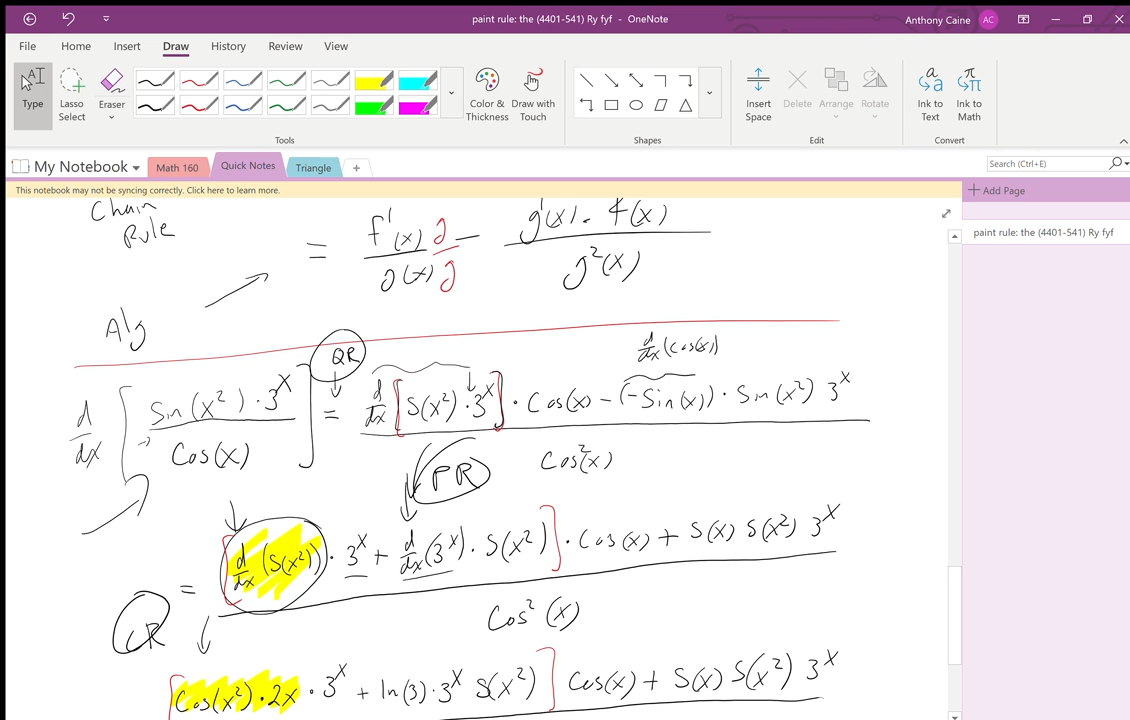 paint rule: the (4401-541) Ry fyf - OneNote
Anthony Caine AC
File Home Insert Draw History Review View
Type
Lasso Select
Eraser
Color & Thickness
Draw with Touch
Insert Space
Delete
Arrange
Rotate
Ink to Text
Ink to Math
Tools
Shapes
Edit
Convert
My Notebook
Math 160
Quick Notes
Triangle
Search (Ctrl+E)
This notebook may not be syncing correctly. Click here to learn more.
Add Page
paint rule: the (4401-541) Ry fyf
Chain Rule
= f'(x)/g(x) g/g - g'(x) · f(x)/g²(x)
Alg
QR
d/dx (cos(x))
d/dx [Sin(x²) · 3^x / Cos(x)] = d/dx [S(x²) · 3^x] · Cos(x) - (-Sin(x)) · Sin(x²) 3^x / Cos²(x)
PR
= [d/dx (S(x²)) · 3^x + d/dx (3^x) · S(x²)] · Cos(x) + S(x) S(x²) 3^x / Cos²(x)
CR
[Cos(x²) · 2x · 3^x + ln(3) · 3^x S(x²)] Cos(x) + S(x) S(x²) 3^x